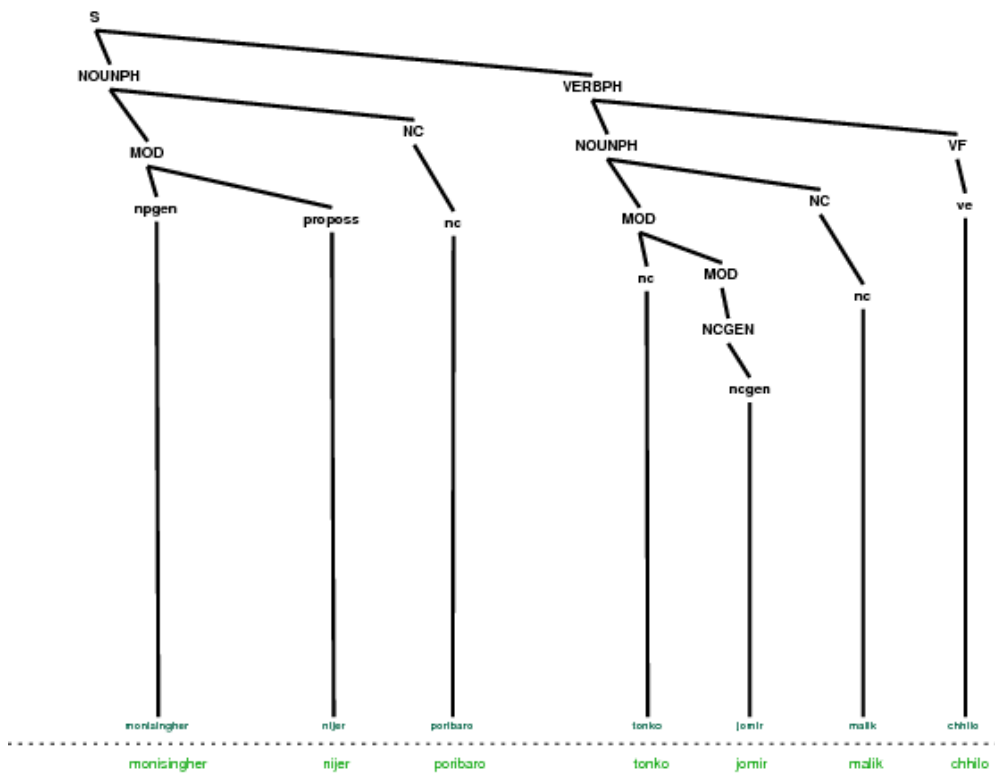 S
NOUNPH
VERBPH
NC
VF
NOUNPH
MOD
NC
npgen
proposs
nc
ve
MOD
nc
MOD
nc
NCGEN
ncgen
monisingher nijer poribaro tonko jomir malik chhilo
monisingher nijer poribaro tonko jomir malik chhilo